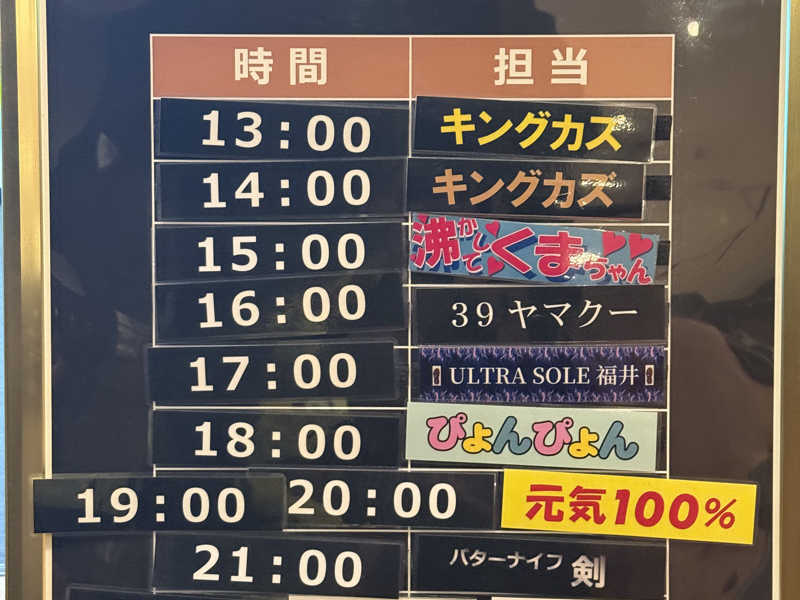 時間 担当
13:00 キングカズ
14:00 キングカズ
15:00 沸かしてくまちゃん
16:00 39ヤマクー
17:00 ULTRA SOLE 福井
18:00 ぴょんぴょん
19:00 20:00 元気100%
21:00 バターナイフ 剣